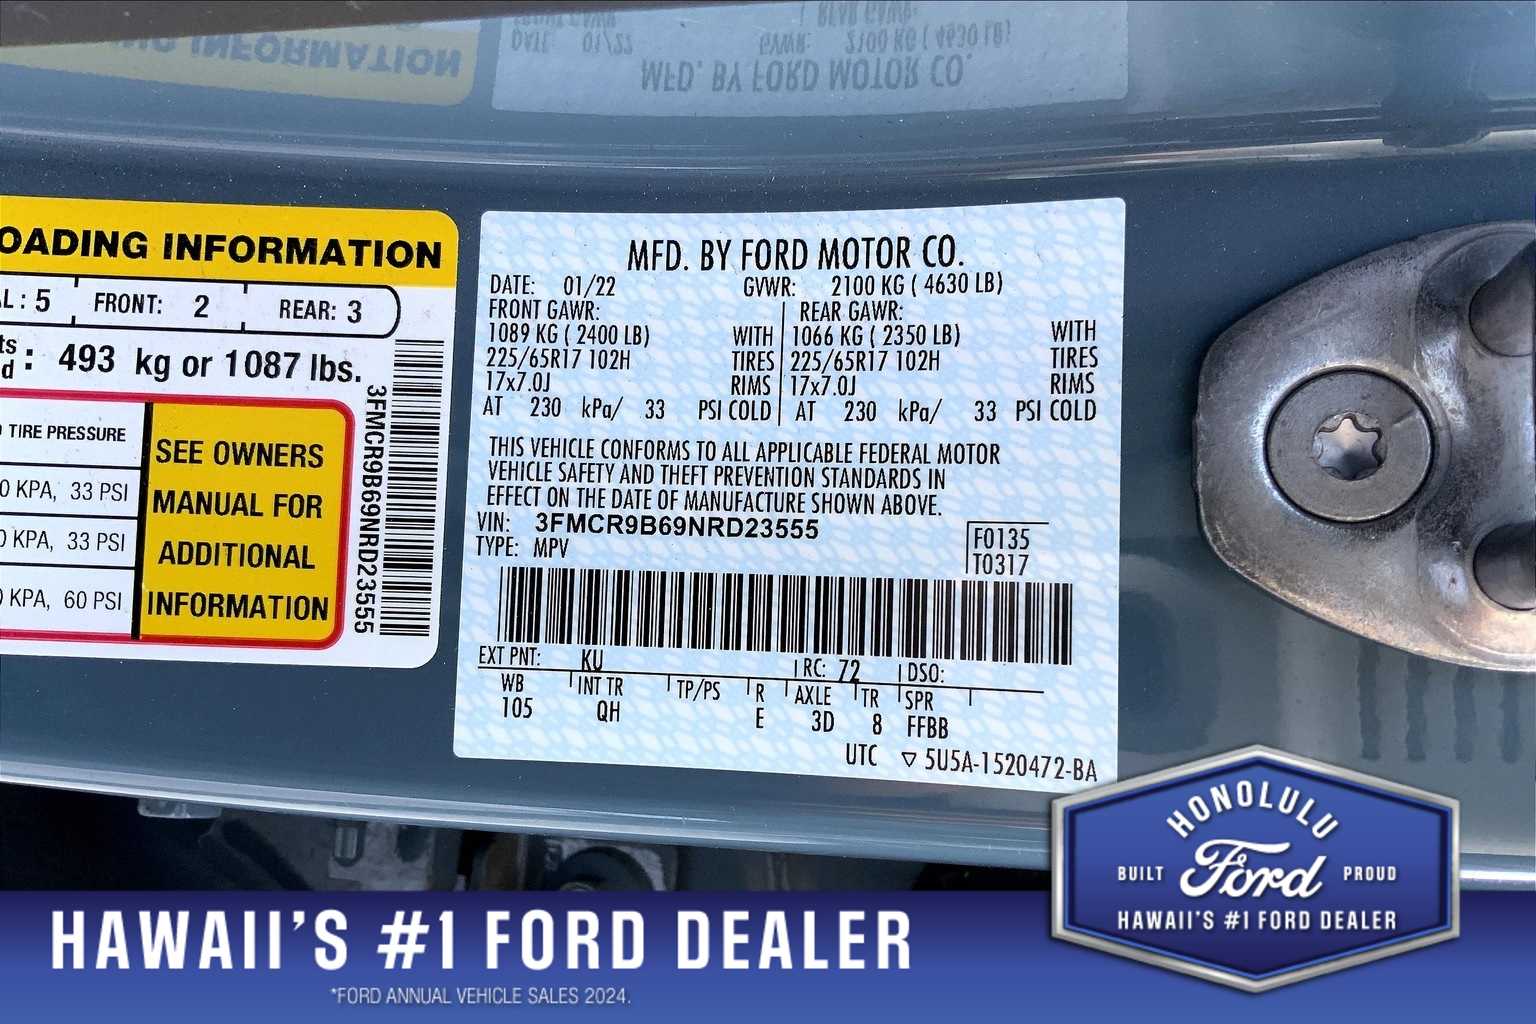 MFD. BY FORD MOTOR CO.
DATE: 01/22 GVWR: 2100 KG ( 4630 LB)
FRONT GAWR: REAR GAWR:
1089 KG ( 2400 LB) WITH 1066 KG ( 2350 LB) WITH
225/65R17 102H TIRES 225/65R17 102H TIRES
17x7.0J RIMS 17x7.0J RIMS
AT 230 kPa/ 33 PSI COLD AT 230 kPa/ 33 PSI COLD
THIS VEHICLE CONFORMS TO ALL APPLICABLE FEDERAL MOTOR
VEHICLE SAFETY AND THEFT PREVENTION STANDARDS IN
EFFECT ON THE DATE OF MANUFACTURE SHOWN ABOVE.
VIN: 3FMCR9B69NRD23555
TYPE: MPV
F0135
T0317
EXT PNT: KU RC: 72 DSO:
WB INT TR TP/PS R AXLE TR SPR
105 QH E 3D 8 FFBB
UTC ▽ 5U5A-1520472-BA
OADING INFORMATION
AL : 5 FRONT: 2 REAR: 3
ts
d : 493 kg or 1087 lbs.
TIRE PRESSURE
0 KPA, 33 PSI
0 KPA, 33 PSI
0 KPA, 60 PSI
SEE OWNERS
MANUAL FOR
ADDITIONAL
INFORMATION
3FMCR9B69NRD23555
HONOLULU
BUILT Ford PROUD
HAWAII'S #1 FORD DEALER
HAWAII'S #1 FORD DEALER
*FORD ANNUAL VEHICLE SALES 2024.